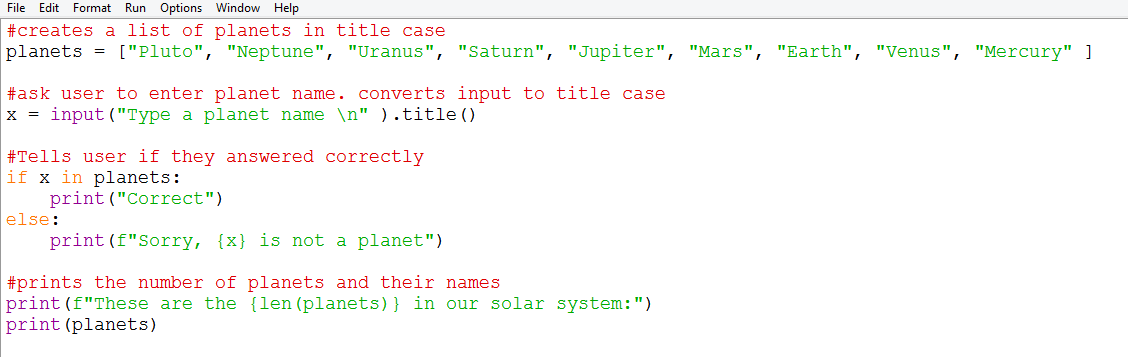 File Edit Format Run Options Window Help
#creates a list of planets in title case
planets = ["Pluto", "Neptune", "Uranus", "Saturn", "Jupiter", "Mars", "Earth", "Venus", "Mercury" ]
#ask user to enter planet name. converts input to title case
x = input("Type a planet name \n" ).title()
#Tells user if they answered correctly
if x in planets:
    print("Correct")
else:
    print(f"Sorry, {x} is not a planet")
#prints the number of planets and their names
print(f"These are the {len(planets)} in our solar system:")
print(planets)